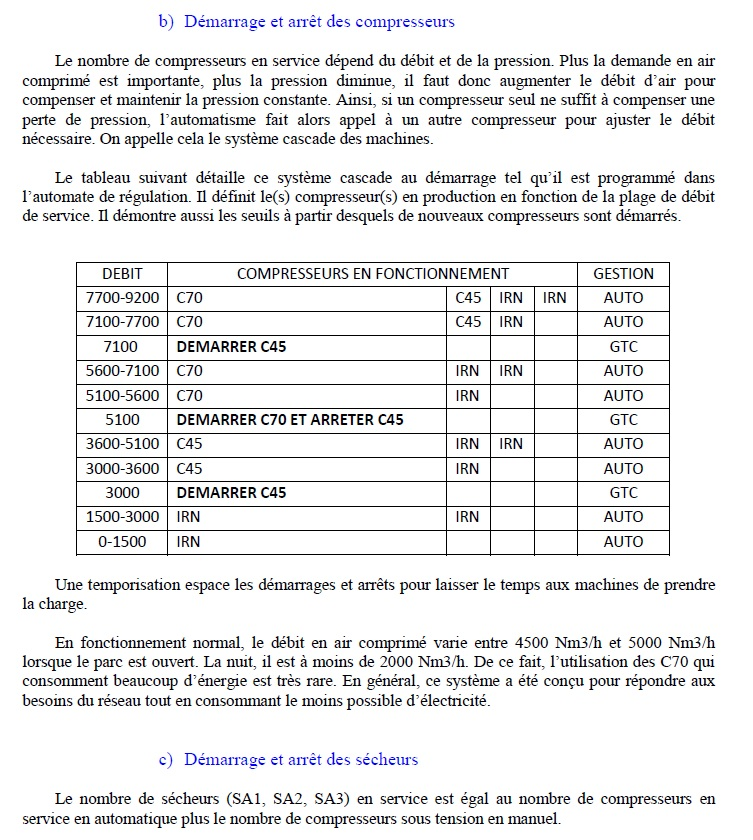 b) Démarrage et arrêt des compresseurs
Le nombre de compresseurs en service dépend du débit et de la pression. Plus la demande en air
comprimé est importante, plus la pression diminue, il faut donc augmenter le débit d'air pour
compenser et maintenir la pression constante. Ainsi, si un compresseur seul ne suffit à compenser une
perte de pression, l'automatisme fait alors appel à un autre compresseur pour ajuster le débit
nécessaire. On appelle cela le système cascade des machines.
Le tableau suivant détaille ce système cascade au démarrage tel qu'il est programmé dans
l'automate de régulation. Il définit le(s) compresseur(s) en production en fonction de la plage de débit
de service. Il démontre aussi les seuils à partir desquels de nouveaux compresseurs sont démarrés.
DEBIT COMPRESSEURS EN FONCTIONNEMENT GESTION
7700-9200 C70 C45 IRN IRN AUTO
7100-7700 C70 C45 IRN AUTO
7100 DEMARRER C45 GTC
5600-7100 C70 IRN IRN AUTO
5100-5600 C70 IRN AUTO
5100 DEMARRER C70 ET ARRETER C45 GTC
3600-5100 C45 IRN IRN AUTO
3000-3600 C45 IRN AUTO
3000 DEMARRER C45 GTC
1500-3000 IRN IRN AUTO
0-1500 IRN AUTO
Une temporisation espace les démarrages et arrêts pour laisser le temps aux machines de prendre
la charge.
En fonctionnement normal, le débit en air comprimé varie entre 4500 Nm3/h et 5000 Nm3/h
lorsque le parc est ouvert. La nuit, il est à moins de 2000 Nm3/h. De ce fait, l'utilisation des C70 qui
consomment beaucoup d'énergie est très rare. En général, ce système a été conçu pour répondre aux
besoins du réseau tout en consommant le moins possible d'électricité.
c) Démarrage et arrêt des sécheurs
Le nombre de sécheurs (SA1, SA2, SA3) en service est égal au nombre de compresseurs en
service en automatique plus le nombre de compresseurs sous tension en manuel.